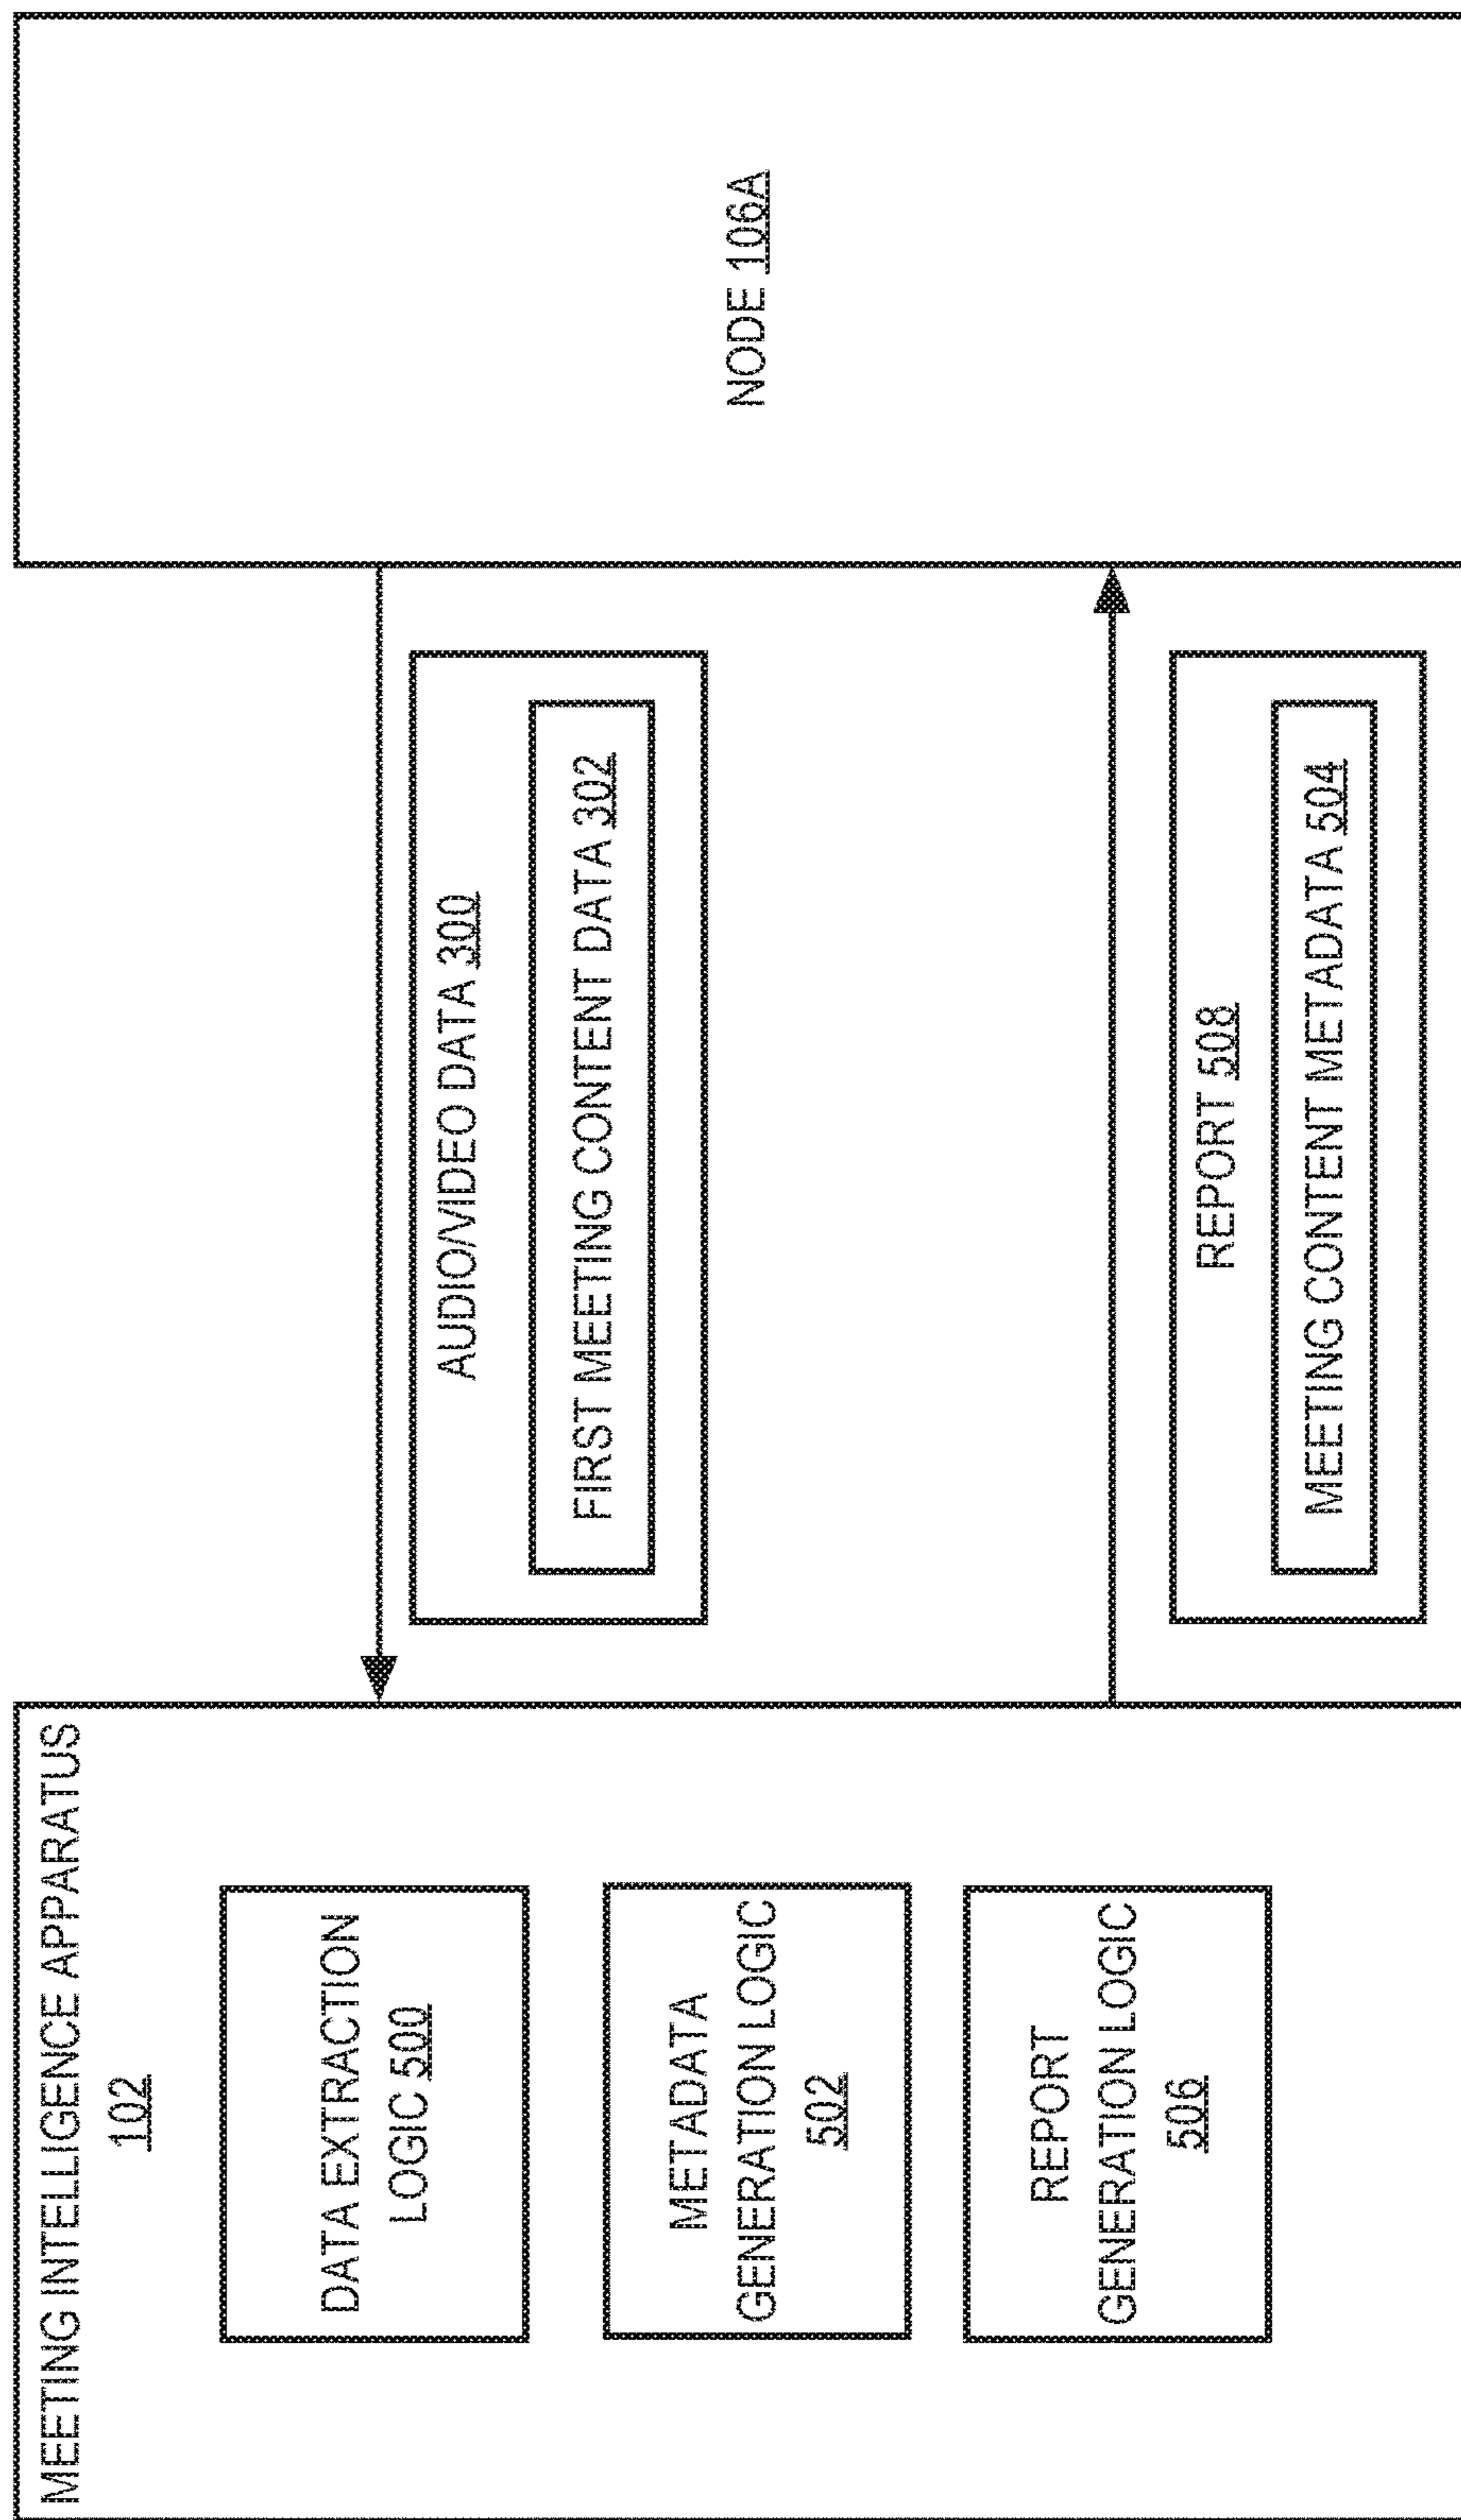 MEETING INTELLIGENCE APPARATUS
102
DATA EXTRACTION
LOGIC 500
METADATA
GENERATION LOGIC
502
REPORT
GENERATION LOGIC
506
AUDIO/VIDEO DATA 300
FIRST MEETING CONTENT DATA 302
REPORT 508
MEETING CONTENT METADATA 504
NODE 106A